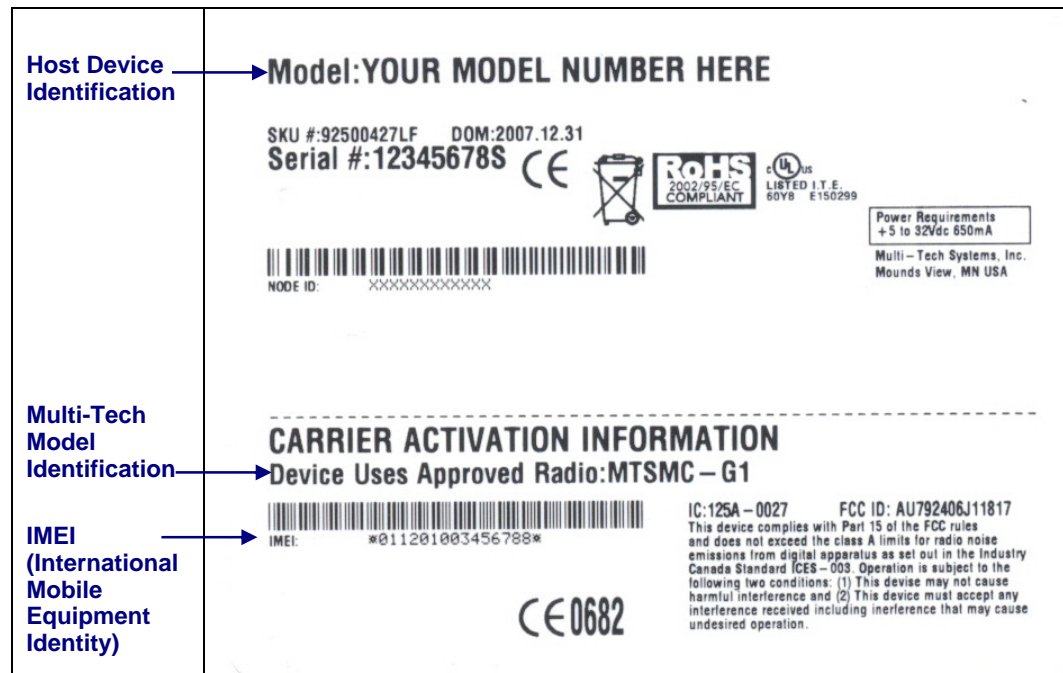 Host Device
Identification
Model:YOUR MODEL NUMBER HERE
SKU #:92500427LF DOM:2007.12.31
Serial #:12345678S CE
RoHS
2002/95/EC
COMPLIANT
c UL us
LISTED I.T.E.
60Y8 E150299
Power Requirements
+5 to 32Vdc 650mA
Multi-Tech Systems, Inc.
Mounds View, MN USA
NODE ID: XXXXXXXXXXXX
Multi-Tech
Model
Identification
CARRIER ACTIVATION INFORMATION
Device Uses Approved Radio:MTSMC-G1
IMEI
(International
Mobile
Equipment
Identity)
IMEI: *011201003456788*
CE0682
IC:125A-0027 FCC ID: AU792406J11817
This device complies with Part 15 of the FCC rules
and does not exceed the class A limits for radio noise
emissions from digital apparatus as set out in the Industry
Canada Standard ICES-003. Operation is subject to the
following two conditions: (1) This devise may not cause
harmful interference and (2) This device must accept any
interference received including inerference that may cause
undesired operation.